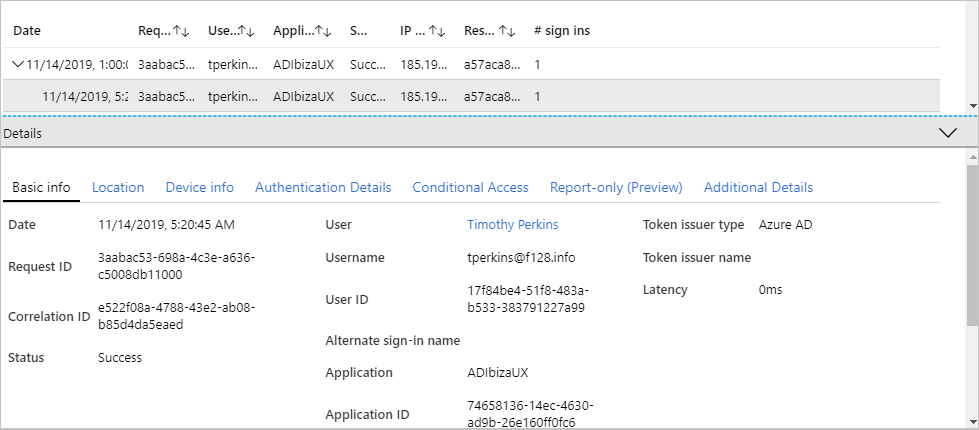 Date Req... Use... Appli... S... IP ... Res... # sign ins
11/14/2019, 1:00:0 3aabac5... tperkin... ADIbizaUX Succ... 185.19... a57aca8... 1
11/14/2019, 5:2 3aabac5... tperkin... ADIbizaUX Succ... 185.19... a57aca8... 1
Details
Basic info Location Device info Authentication Details Conditional Access Report-only (Preview) Additional Details
Date 11/14/2019, 5:20:45 AM
Request ID 3aabac53-698a-4c3e-a636-
c5008db11000
Correlation ID e522f08a-4788-43e2-ab08-
b85d4da5eaed
Status Success
User Timothy Perkins
Username tperkins@f128.info
User ID 17f84be4-51f8-483a-
b533-383791227a99
Alternate sign-in name
Application ADIbizaUX
Application ID 74658136-14ec-4630-
ad9b-26e160ff0fc6
Token issuer type Azure AD
Token issuer name
Latency 0ms